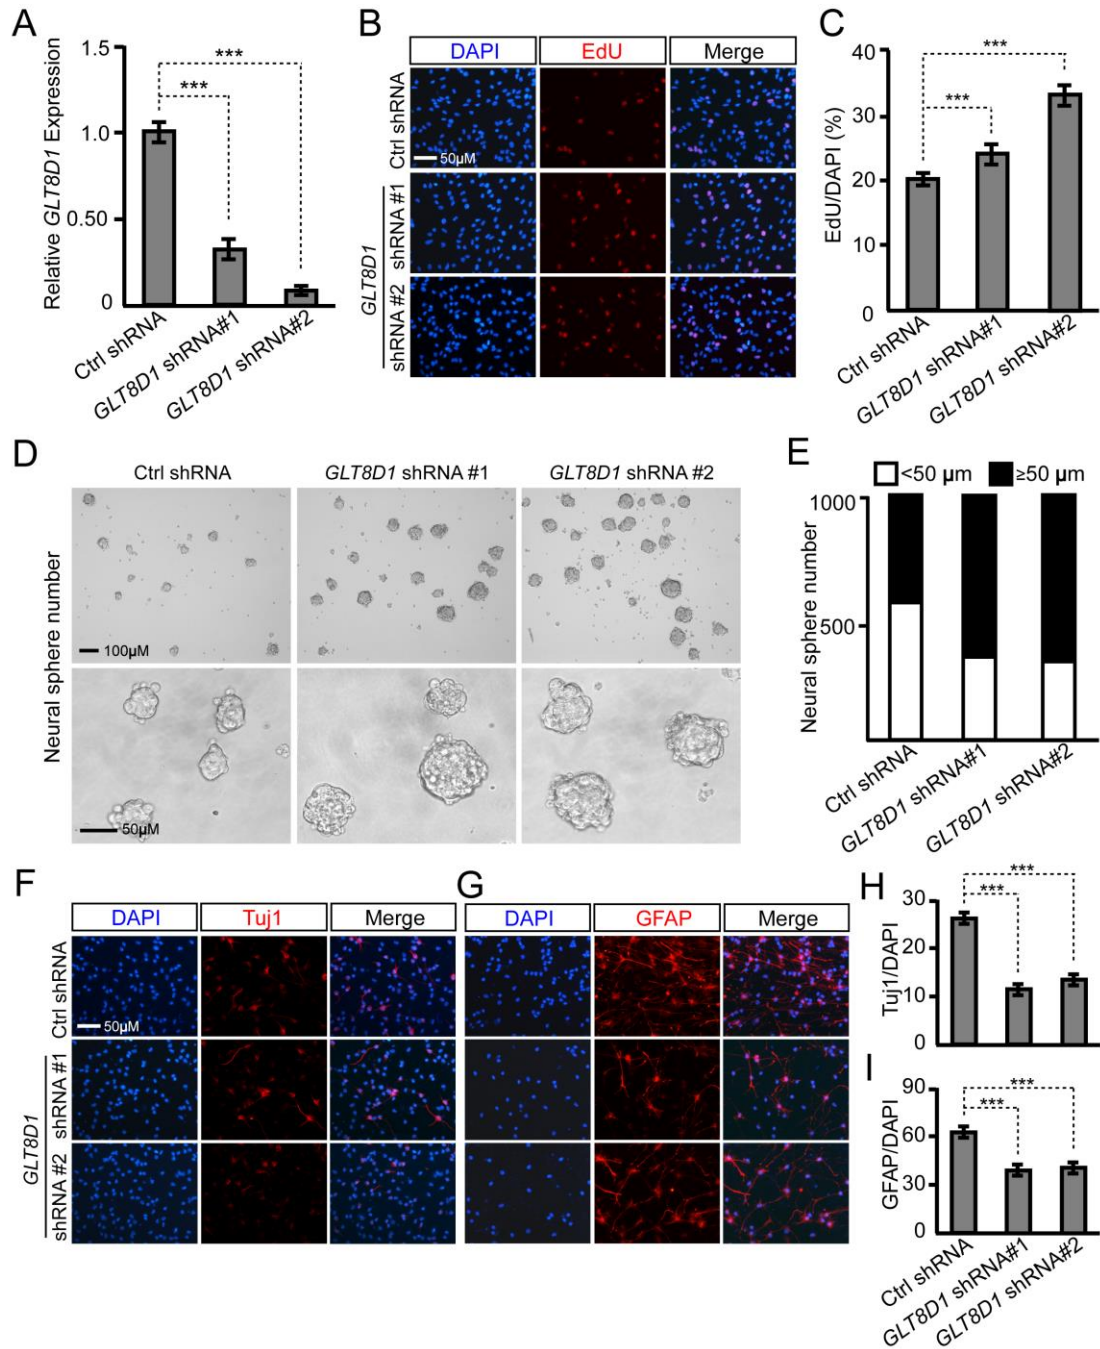 A
Relative GLT8D1 Expression
1.5
1.0
0.50
0
***
***
Ctrl shRNA
GLT8D1 shRNA#1
GLT8D1 shRNA#2
B
DAPI
EdU
Merge
Ctrl shRNA
50µM
GLT8D1
shRNA #1
shRNA #2
C
EdU/DAPI (%)
40
30
20
10
0
***
***
Ctrl shRNA
GLT8D1 shRNA#1
GLT8D1 shRNA#2
D
Ctrl shRNA
GLT8D1 shRNA #1
GLT8D1 shRNA #2
Neural sphere number
100µM
50µM
E
<50 µm
≥50 µm
Neural sphere number
1000
500
Ctrl shRNA
GLT8D1 shRNA#1
GLT8D1 shRNA#2
F
DAPI
Tuj1
Merge
Ctrl shRNA
50µM
GLT8D1
shRNA #1
shRNA #2
G
DAPI
GFAP
Merge
H
Tuj1/DAPI
30
20
10
0
***
***
I
GFAP/DAPI
90
60
30
0
***
***
Ctrl shRNA
GLT8D1 shRNA#1
GLT8D1 shRNA#2